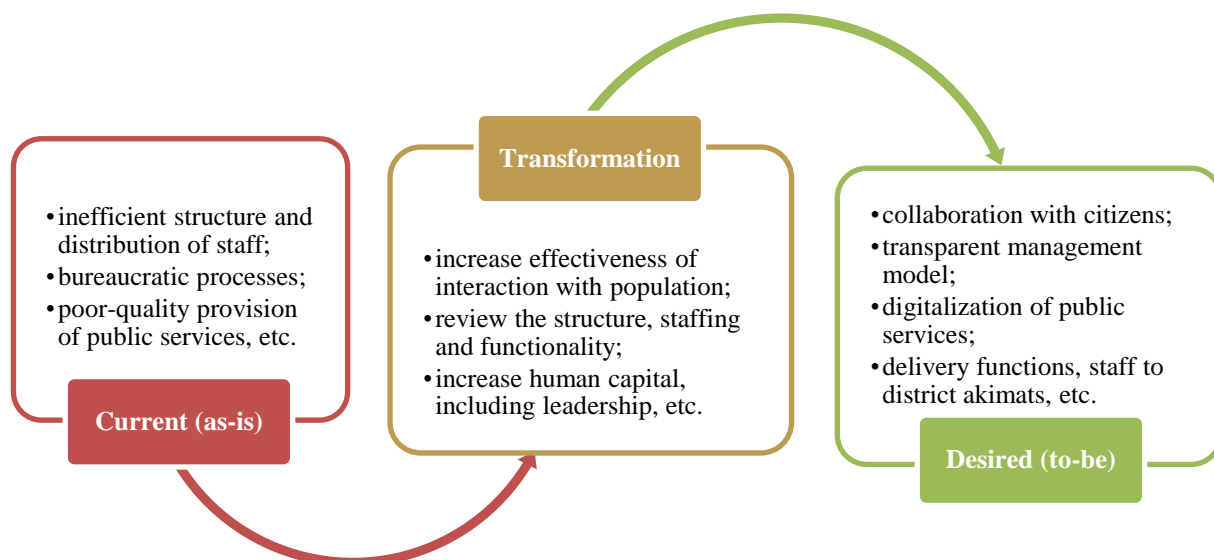 •inefficient structure and
distribution of staff;
•bureaucratic processes;
•poor-quality provision
of public services, etc.
Current (as-is)
Transformation
•increase effectiveness of
interaction with population;
•review the structure, staffing
and functionality;
•increase human capital,
including leadership, etc.
•collaboration with citizens;
•transparent management
model;
•digitalization of public
services;
•delivery functions, staff to
district akimats, etc.
Desired (to-be)